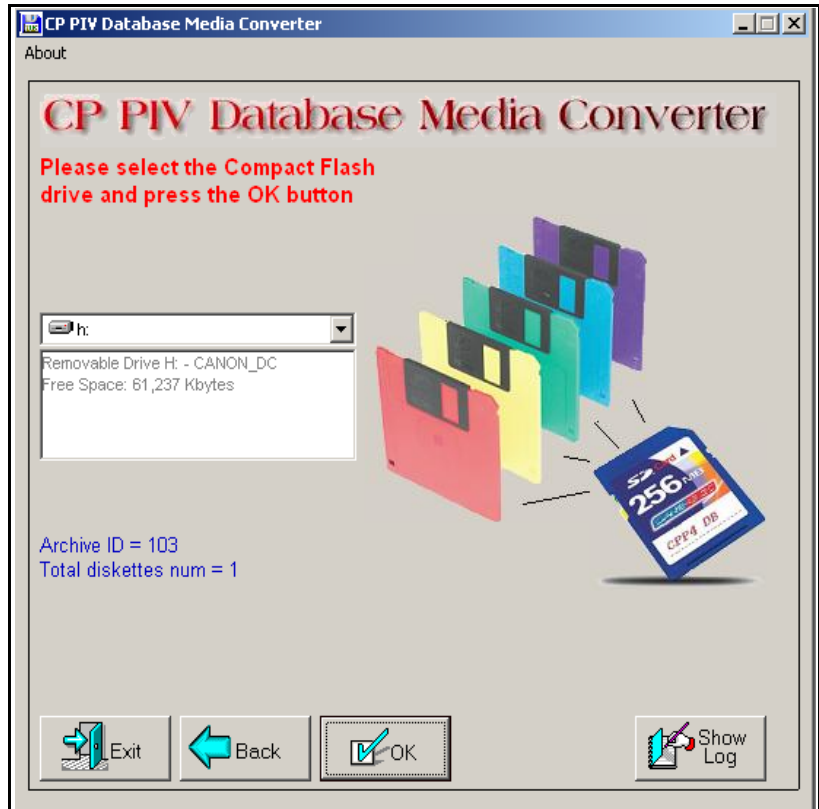 CP PIV Database Media Converter
About
CP PIV Database Media Converter
Please select the Compact Flash
drive and press the OK button
h:
Removable Drive H: - CANON_DC
Free Space: 61,237 Kbytes
SD Card
256 MB
CPP4 DB
Archive ID = 103
Total diskettes num = 1
Exit
Back
OK
Show
Log